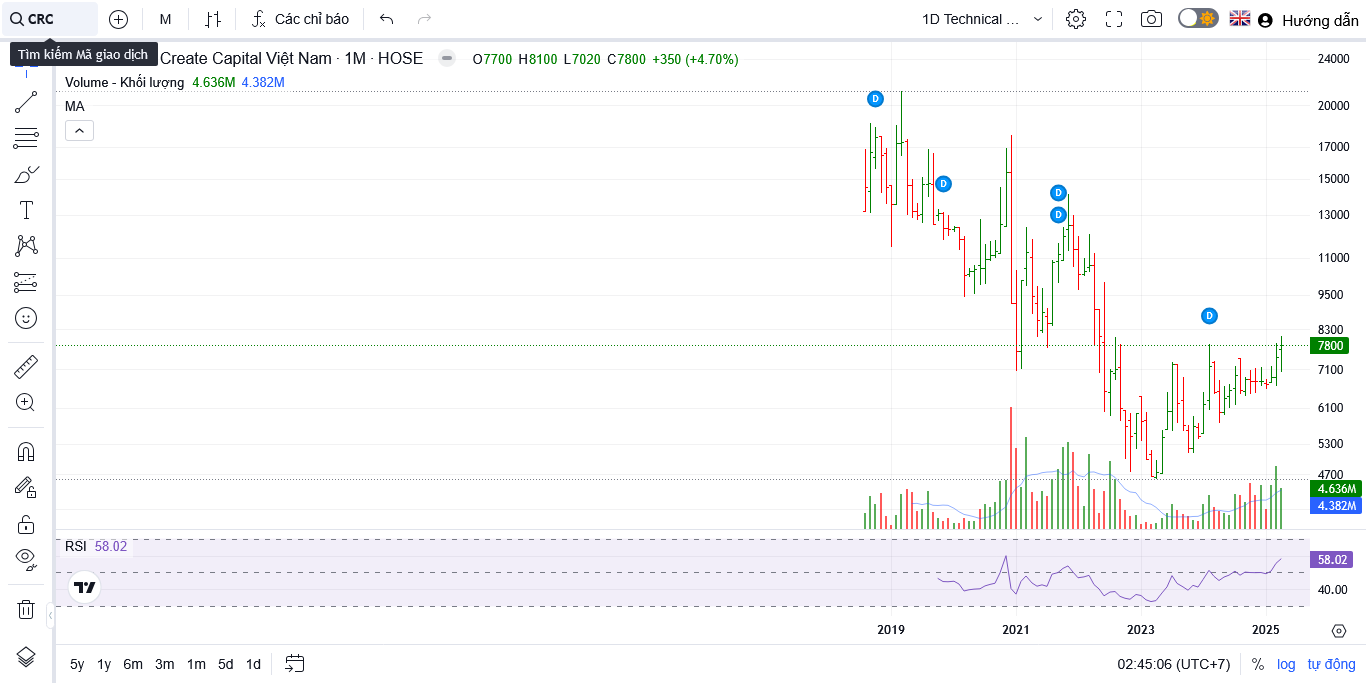 CRC
M
Các chỉ báo
1D Technical ...
Hướng dẫn
Tìm kiếm Mã giao dịch
Create Capital Việt Nam · 1M · HOSE
O7700 H8100 L7020 C7800 +350 (+4.70%)
Volume - Khối lượng 4.636M 4.382M
MA
D
D
D
D
D
24000
20000
17000
15000
13000
11000
9500
8300
7800
7100
6100
5300
4700
4.636M
4.382M
RSI 58.02
58.02
40.00
2019 2021 2023 2025
5y 1y 6m 3m 1m 5d 1d
02:45:06 (UTC+7) % log tự động